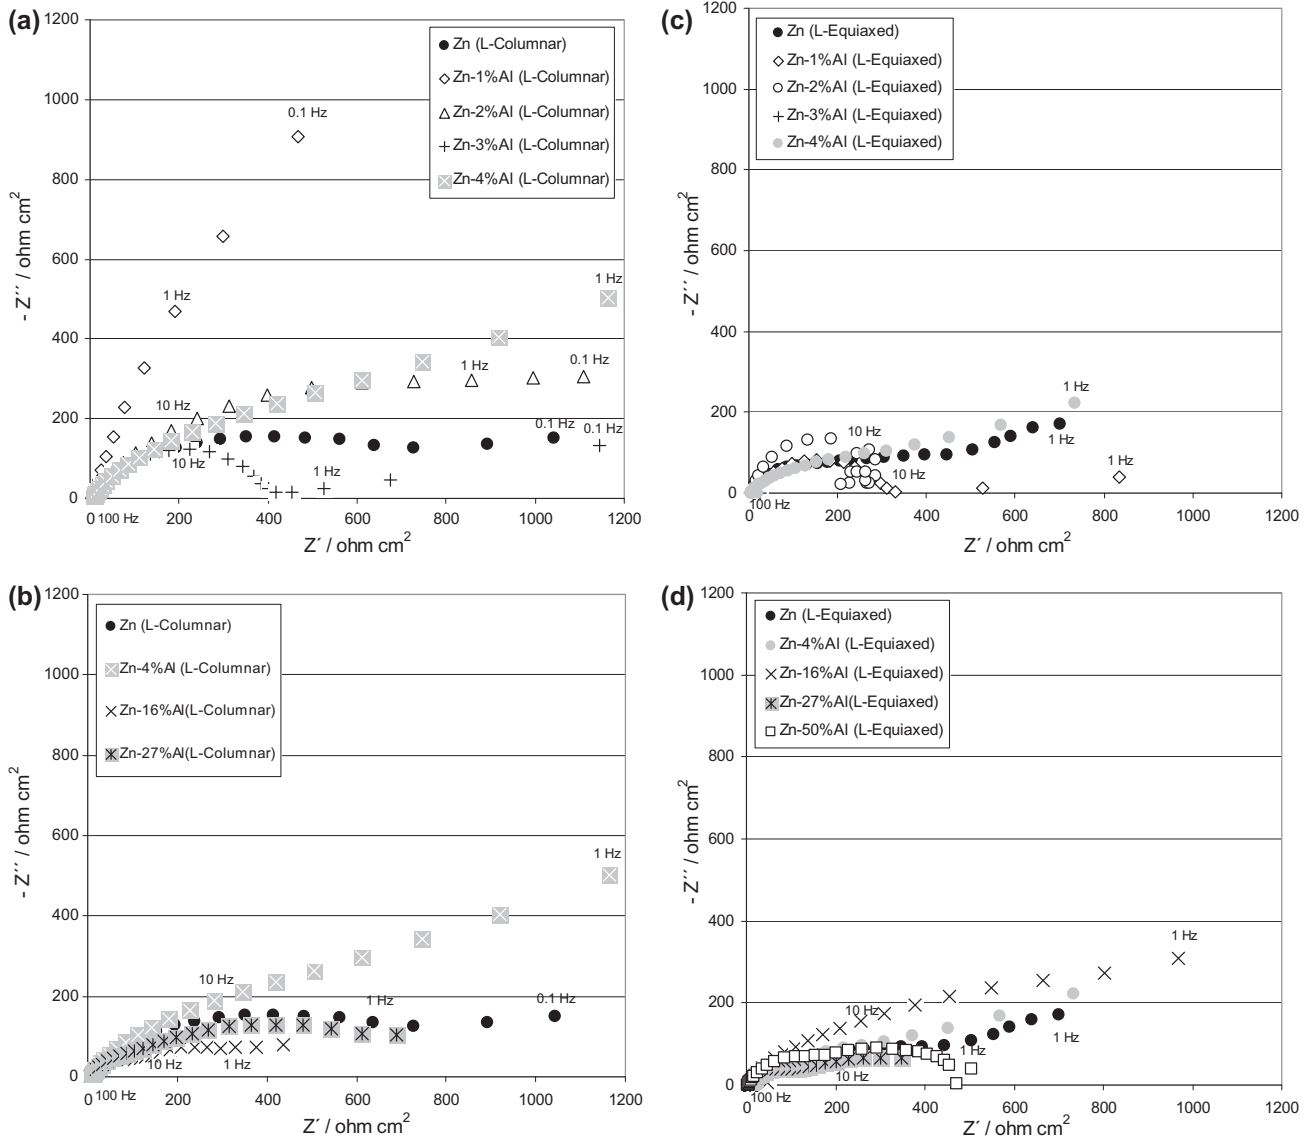 (a)
1200
1000
800
600
400
200
0
- Z´´ / ohm cm2
Zn (L-Columnar)
Zn-1%Al (L-Columnar)
Zn-2%Al (L-Columnar)
Zn-3%Al (L-Columnar)
Zn-4%Al (L-Columnar)
0.1 Hz
1 Hz
1 Hz
0.1 Hz
1 Hz
10 Hz
0.1 Hz
0.1 Hz
10 Hz
1 Hz
100 Hz
0 200 400 600 800 1000 1200
Z´ / ohm cm2
(c)
1200
1000
800
600
400
200
0
- Z´´ / ohm cm2
Zn (L-Equiaxed)
Zn-1%Al (L-Equiaxed)
Zn-2%Al (L-Equiaxed)
Zn-3%Al (L-Equiaxed)
Zn-4%Al (L-Equiaxed)
1 Hz
10 Hz
1 Hz
10 Hz
1 Hz
100 Hz
0 200 400 600 800 1000 1200
Z´ / ohm cm2
(b)
1200
1000
800
600
400
200
0
- Z´´ / ohm cm2
Zn (L-Columnar)
Zn-4%Al (L-Columnar)
Zn-16%Al(L-Columnar)
Zn-27%Al(L-Columnar)
1 Hz
10 Hz
1 Hz
0.1 Hz
10 Hz
1 Hz
100 Hz
0 200 400 600 800 1000 1200
Z´ / ohm cm2
(d)
1200
1000
800
600
400
200
0
- Z´´ / ohm cm2
Zn (L-Equiaxed)
Zn-4%Al (L-Equiaxed)
Zn-16%Al (L-Equiaxed)
Zn-27%Al(L-Equiaxed)
Zn-50%Al (L-Equiaxed)
1 Hz
10 Hz
1 Hz
1 Hz
10 Hz
100 Hz
0 200 400 600 800 1000 1200
Z´ / ohm cm2